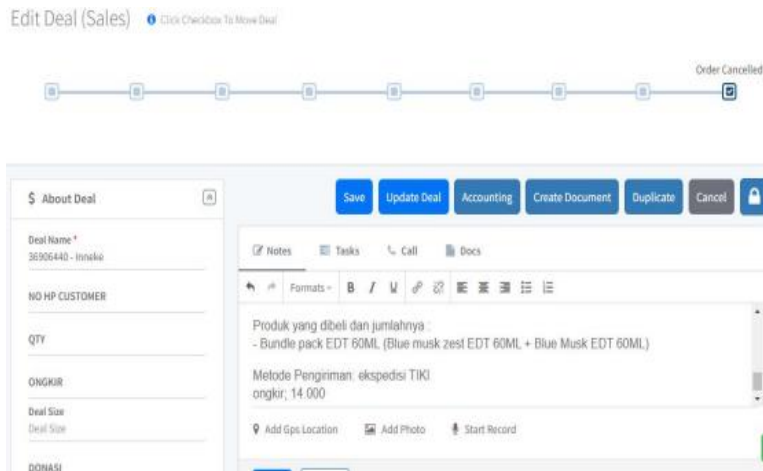 Edit Deal (Sales)
Click Checkbox To Move Deal
Order Cancelled
$ About Deal
Save
Update Deal
Accounting
Create Document
Duplicate
Cancel
Deal Name *
36906440 - Inneke
NO HP CUSTOMER
QTY
ONGKIR
Deal Size
Deal Size
DONASI
Notes
Tasks
Call
Docs
Formats
B I U
Produk yang dibeli dan jumlahnya :
- Bundle pack EDT 60ML (Blue musk zest EDT 60ML + Blue Musk EDT 60ML)
Metode Pengiriman: ekspedisi TIKI
ongkir; 14.000
Add Gps Location
Add Photo
Start Record